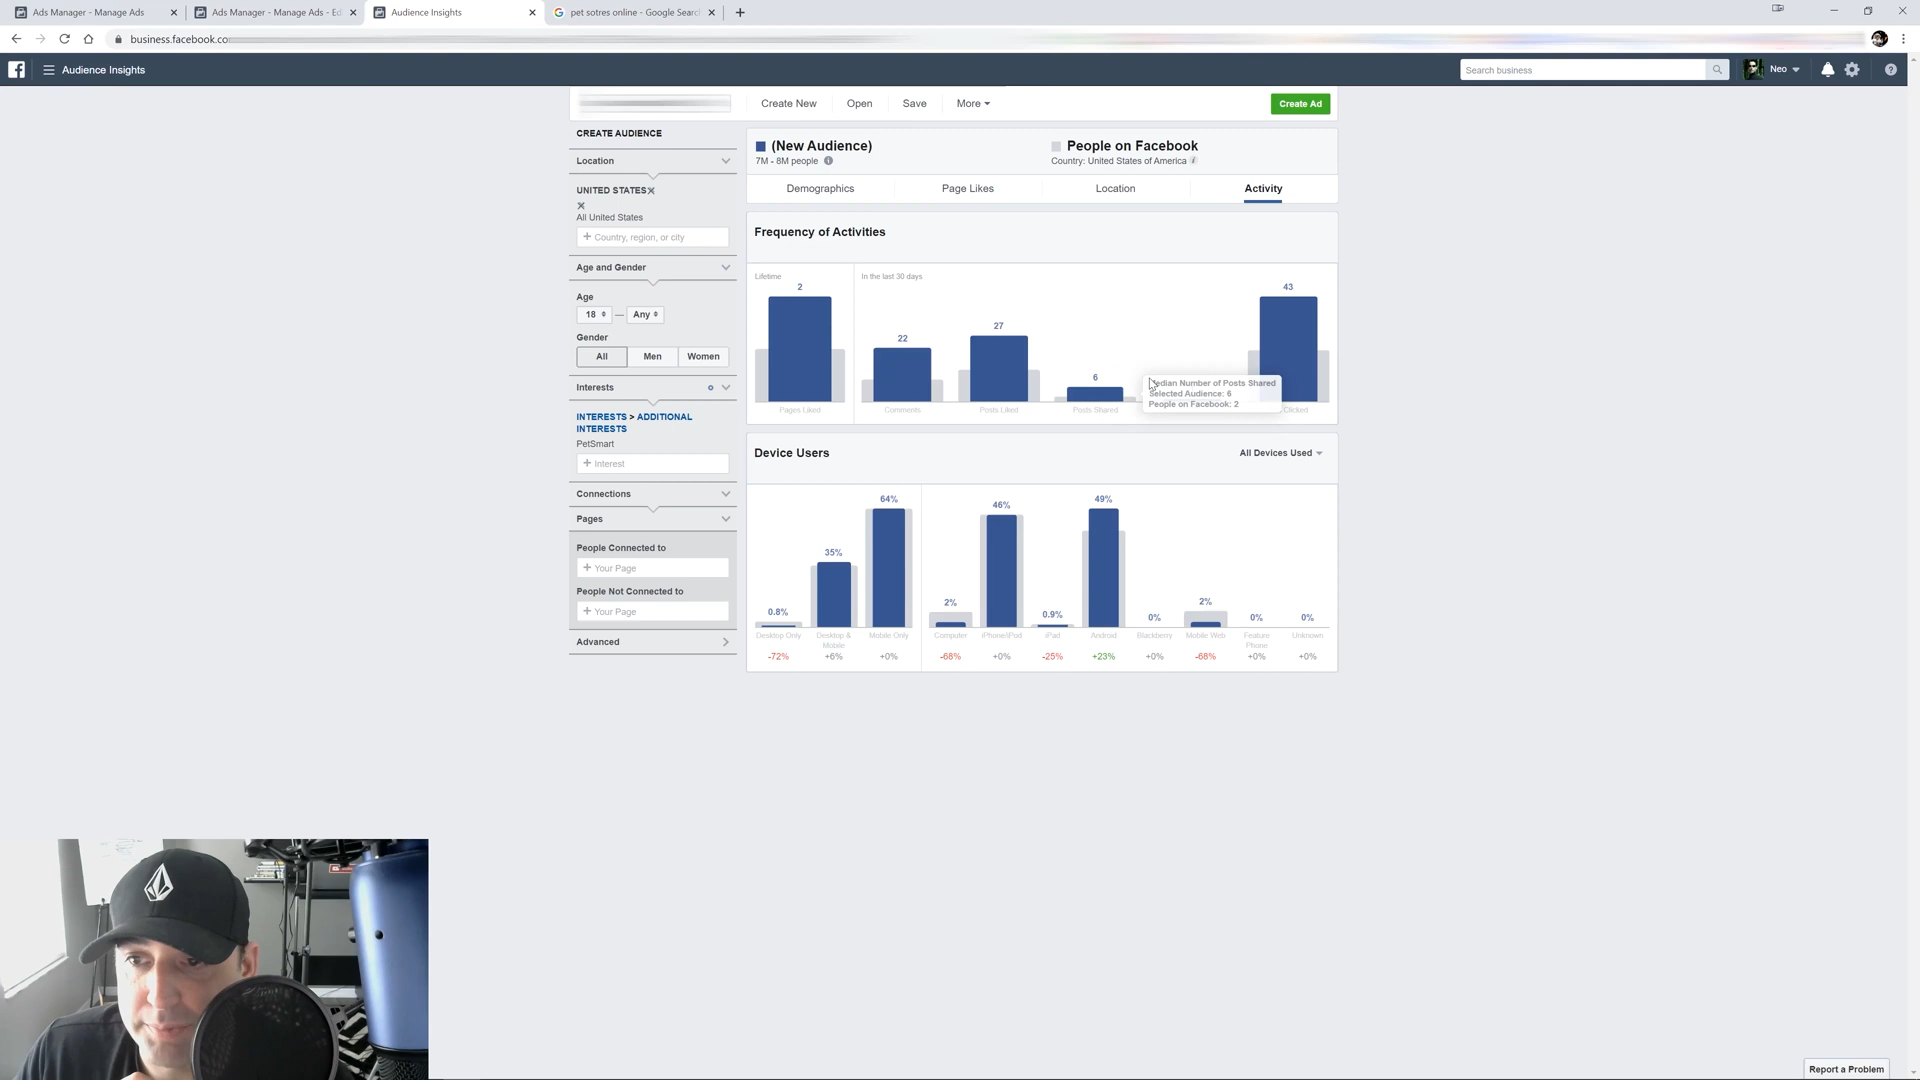 Ads Manager - Manage Ads
Ads Manager - Manage Ads - Ed
Audience Insights
pet sotres online - Google Searc
business.facebook.co
Audience Insights
Search business
Neo
Create New
Open
Save
More
Create Ad
CREATE AUDIENCE
Location
UNITED STATES
All United States
+ Country, region, or city
Age and Gender
Age
18 — Any
Gender
All
Men
Women
Interests
INTERESTS > ADDITIONAL
INTERESTS
PetSmart
+ Interest
Connections
Pages
People Connected to
+ Your Page
People Not Connected to
+ Your Page
Advanced
(New Audience)
7M - 8M people
People on Facebook
Country: United States of America
Demographics
Page Likes
Location
Activity
Frequency of Activities
Lifetime
In the last 30 days
2
22
27
6
43
Pages Liked
Comments
Posts Liked
Posts Shared
Clicked
Median Number of Posts Shared
Selected Audience: 6
People on Facebook: 2
Device Users
All Devices Used
0.8%
35%
64%
2%
46%
0.9%
49%
0%
2%
0%
0%
Desktop Only
Desktop &
Mobile
Mobile Only
Computer
iPhone/iPod
iPad
Android
Blackberry
Mobile Web
Feature
Phone
Unknown
-72%
+6%
+0%
-68%
+0%
-25%
+23%
+0%
-68%
+0%
+0%
Report a Problem